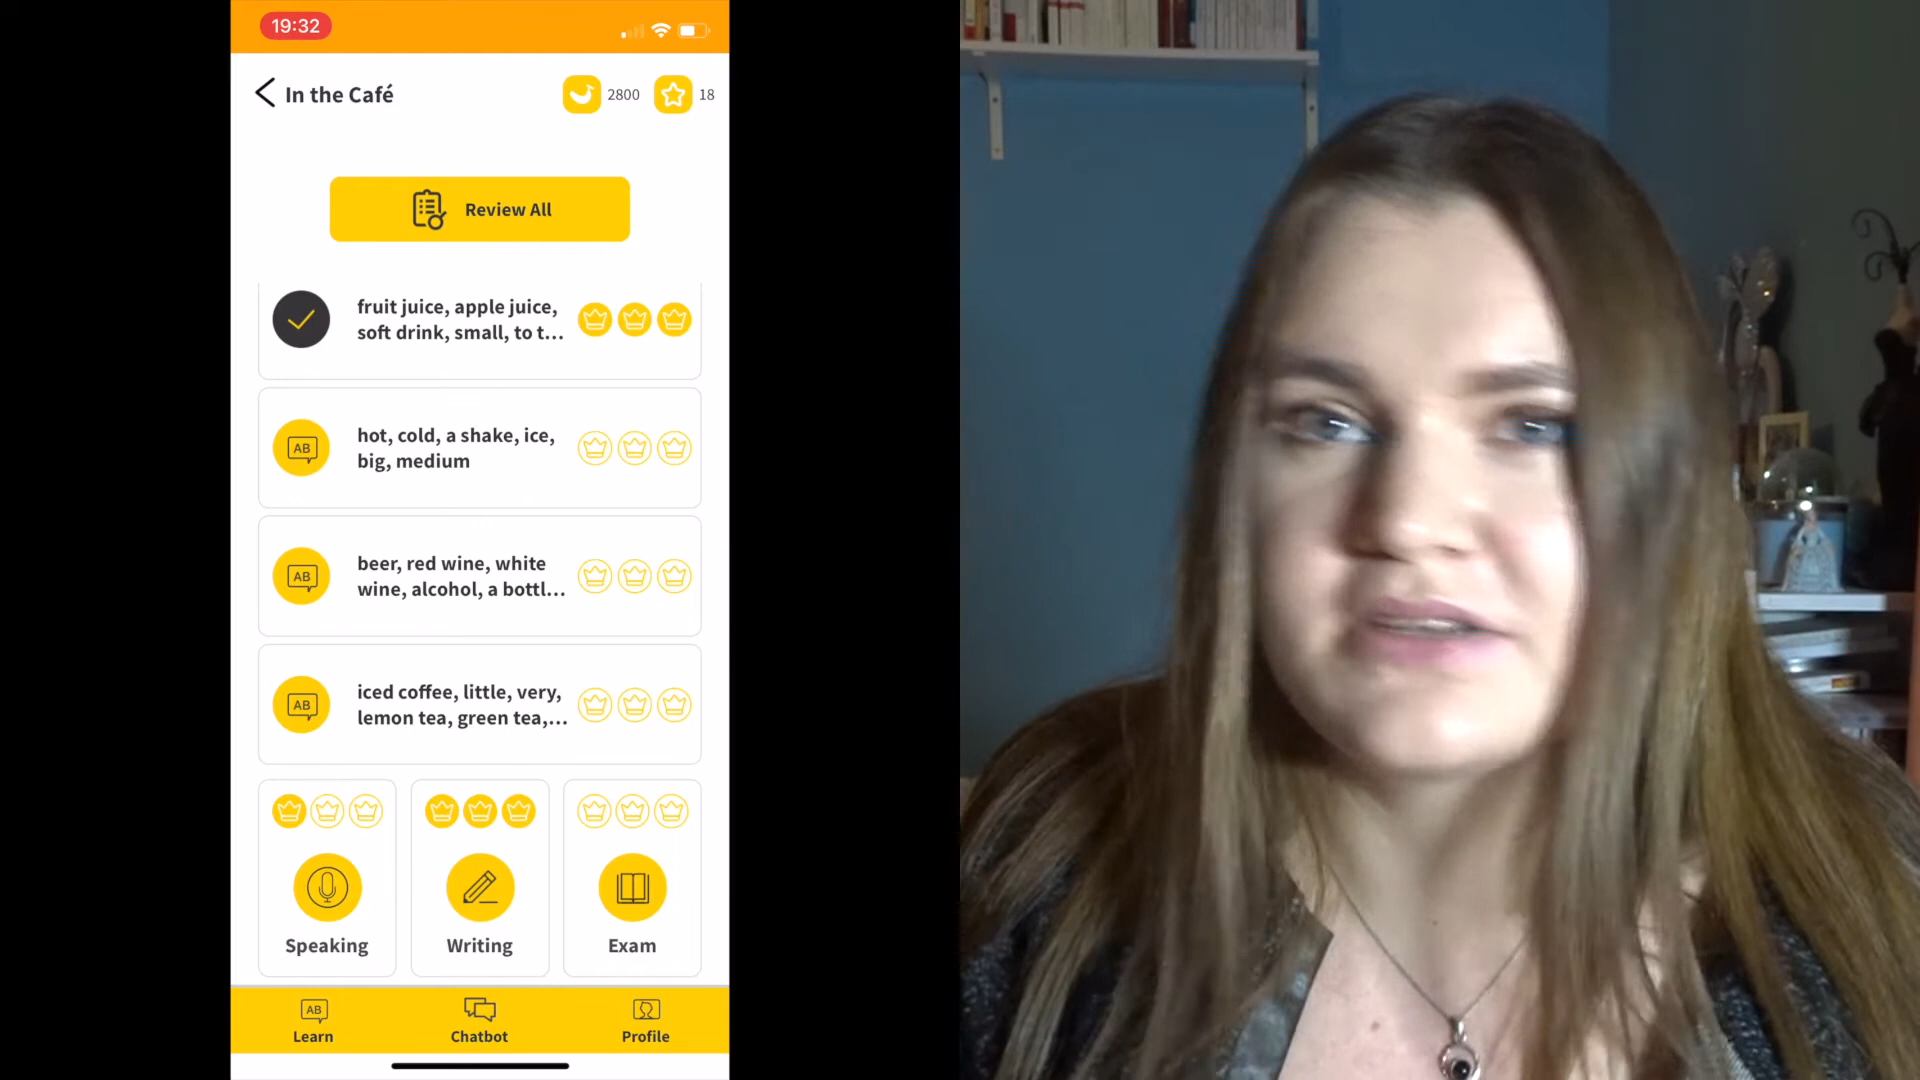 19:32
In the Café
2800
18
Review All
fruit juice, apple juice,
soft drink, small, to t...
AB
hot, cold, a shake, ice,
big, medium
AB
beer, red wine, white
wine, alcohol, a bottl...
AB
iced coffee, little, very,
lemon tea, green tea,...
Speaking
Writing
Exam
AB
Learn
Chatbot
Profile